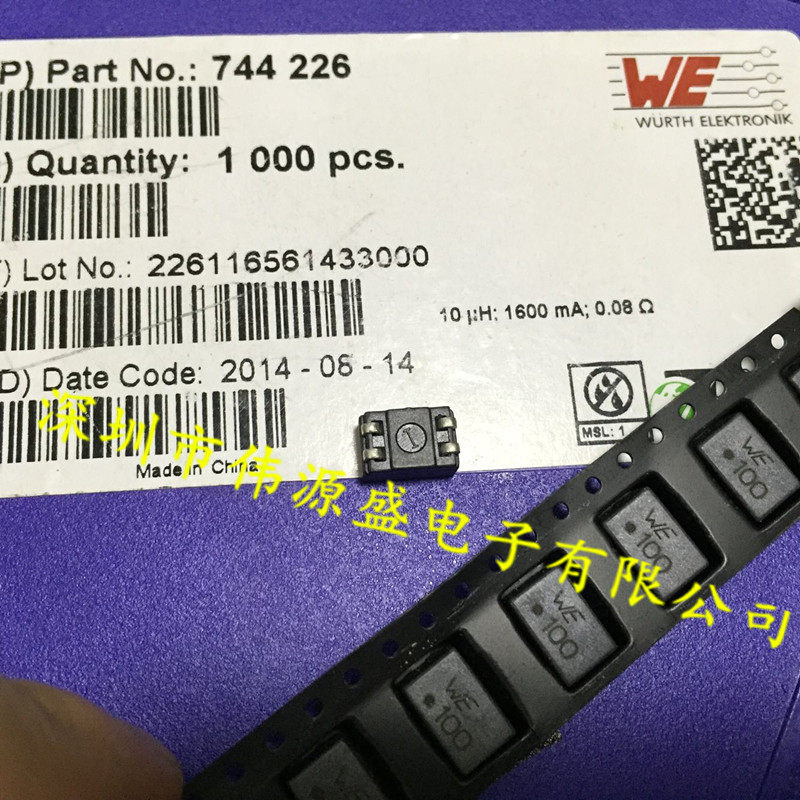 P) Part No.: 744 226
WE
WÜRTH ELEKTRONIK
) Quantity: 1 000 pcs.
) Lot No.: 226116561433000
10 µH; 1600 mA; 0.08 Ω
D) Date Code: 2014 - 08 - 14
MSL: 1
Made in China
1
深圳市伟源盛电子有限公司
WE
100
WE
100
WE
100
WE
100
WE